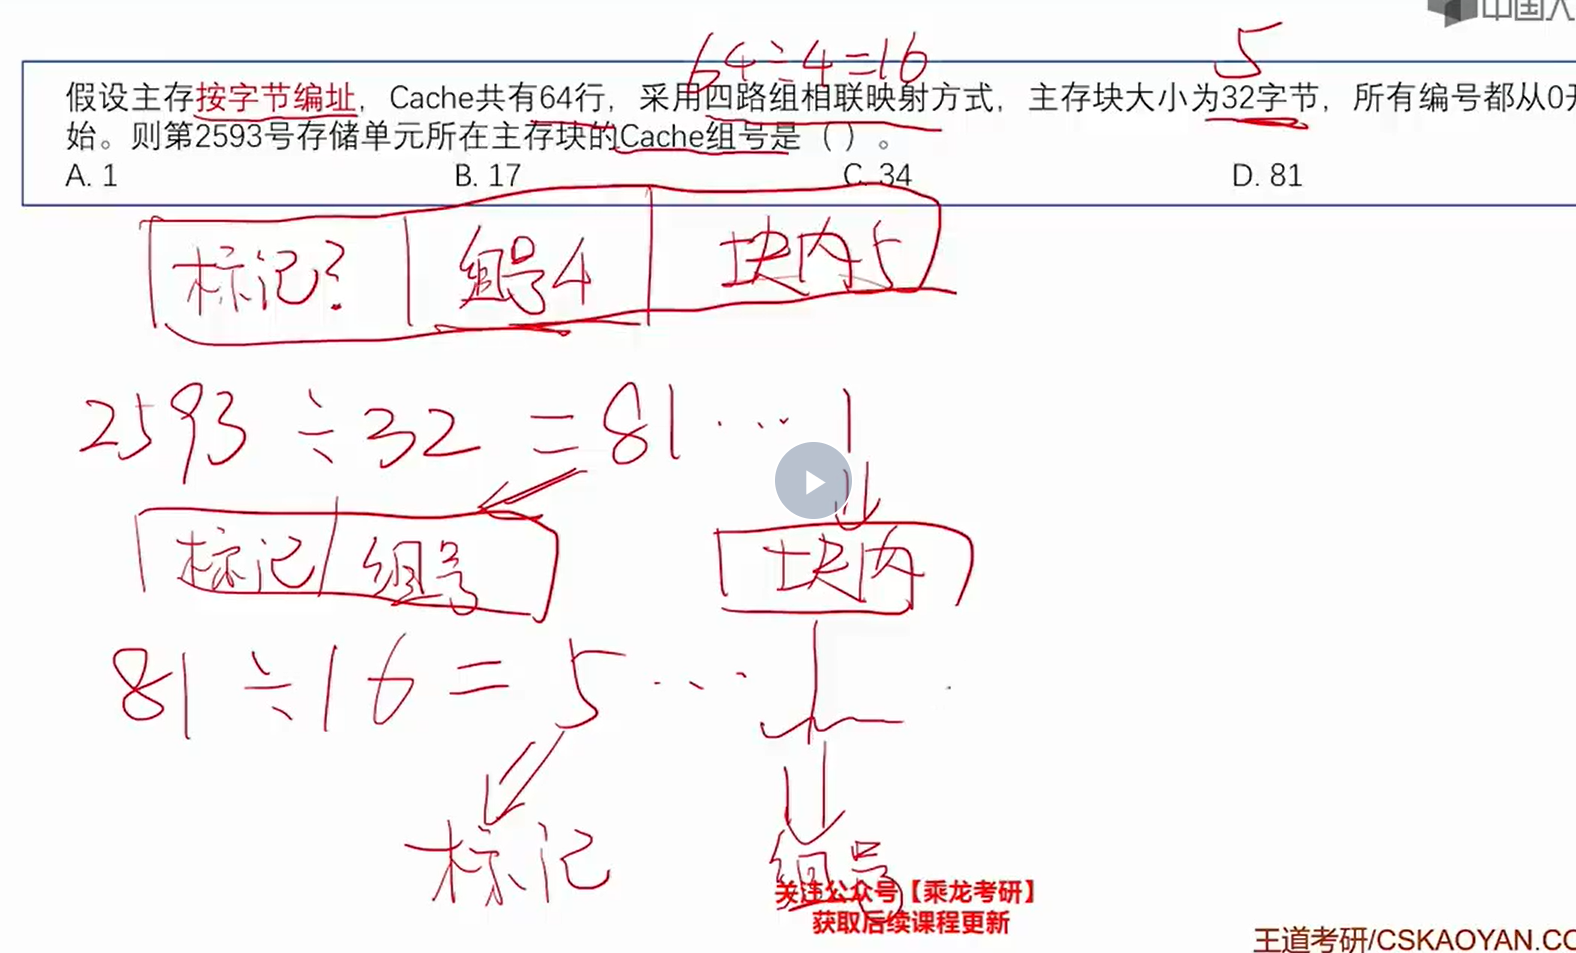 中国人
64÷4=16
5
假设主存按字节编址，Cache共有64行，采用四路组相联映射方式，主存块大小为32字节，所有编号都从0开
始。则第2593号存储单元所在主存块的Cache组号是（ ）。
A. 1 B. 17 C. 34 D. 81
标记? 组号4 块内5
2593÷32=81…1
标记 组号 块内
81÷16=5…1
标记 组号
关注公众号【乘龙考研】
获取后续课程更新
王道考研/CSKAOYAN.CO